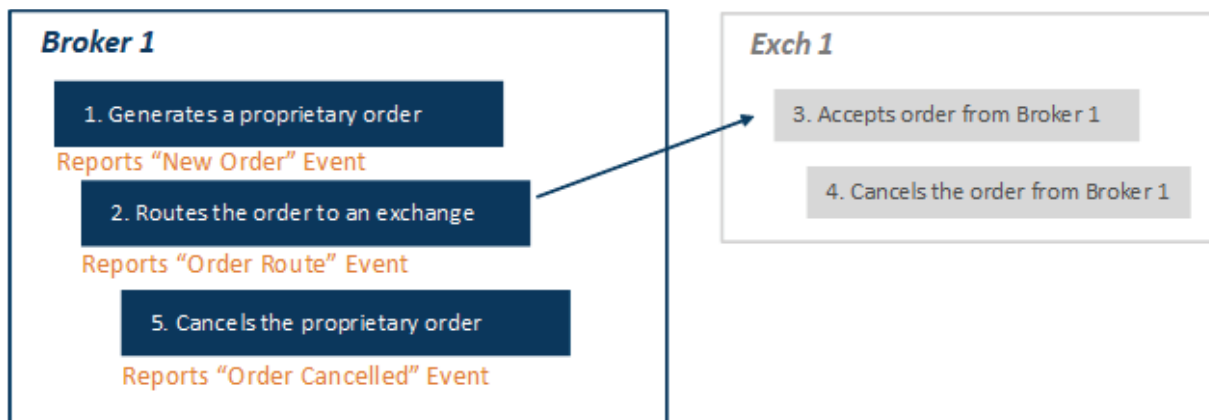 Broker 1
1. Generates a proprietary order
Reports “New Order” Event
2. Routes the order to an exchange
Reports “Order Route” Event
5. Cancels the proprietary order
Reports “Order Cancelled” Event
Exch 1
3. Accepts order from Broker 1
4. Cancels the order from Broker 1